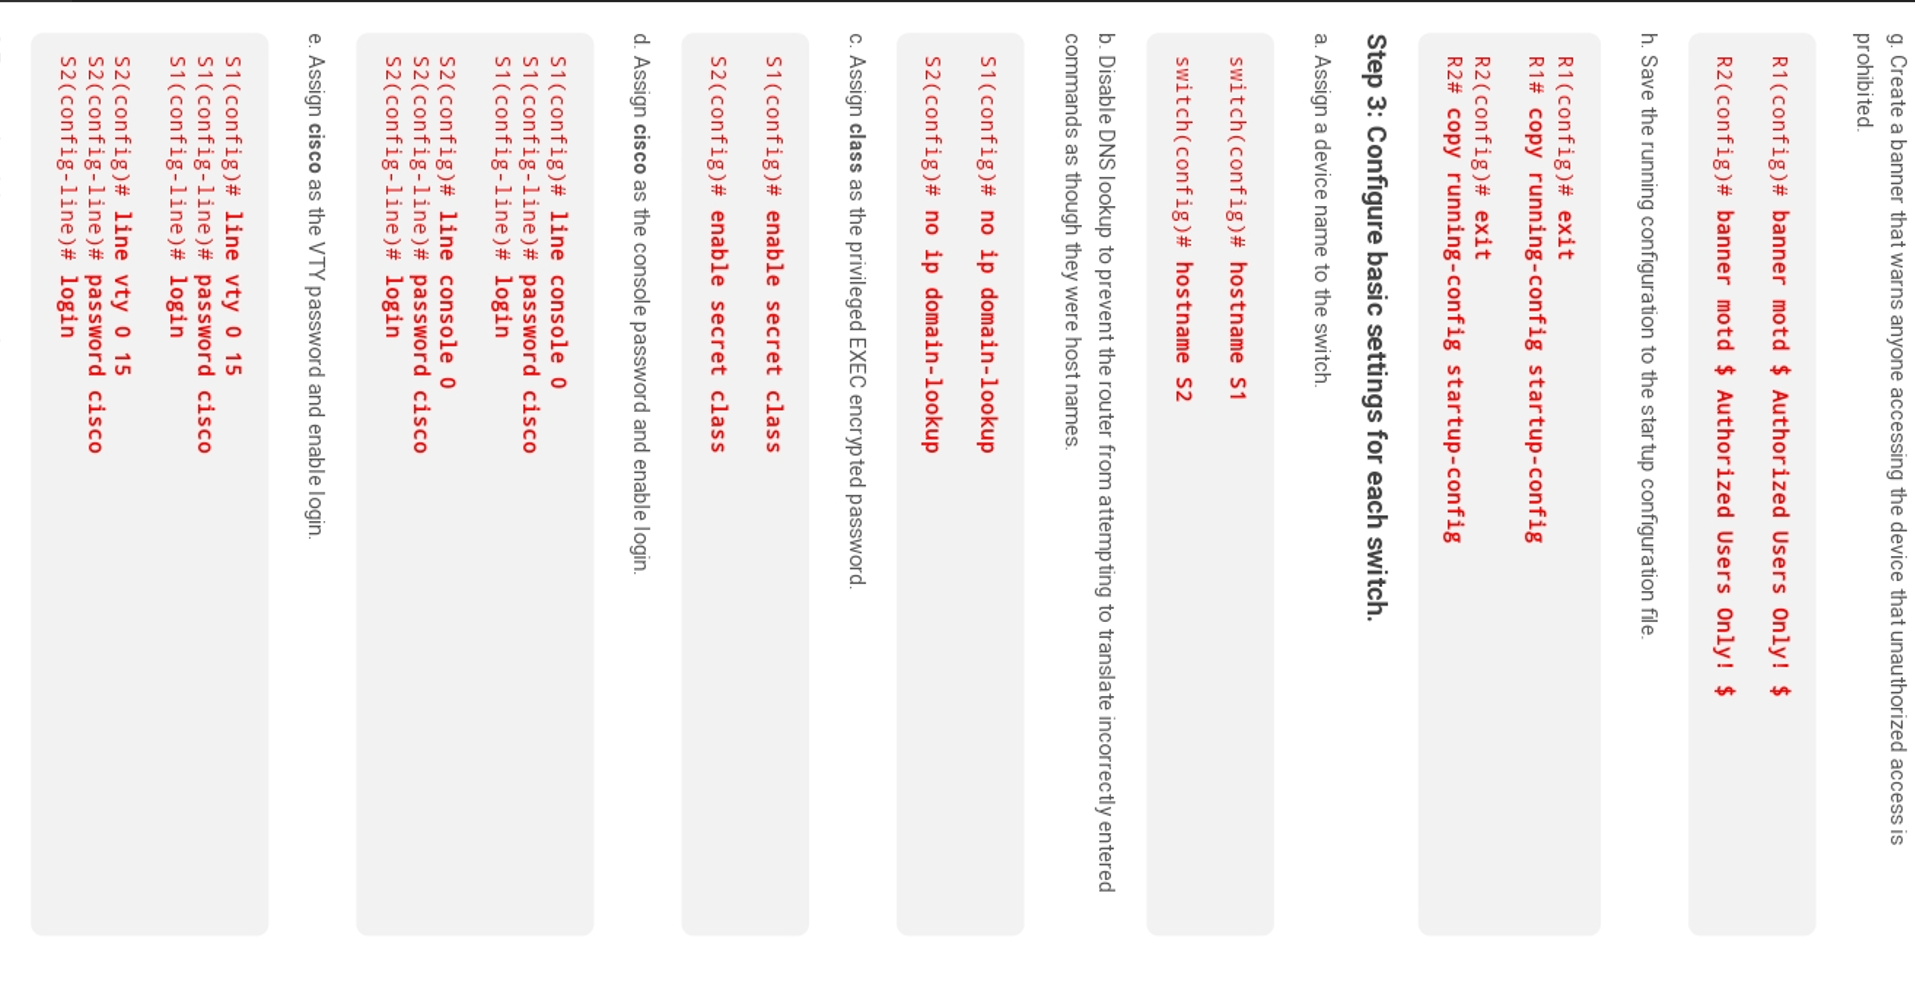 g. Create a banner that warns anyone accessing the device that unauthorized access is
prohibited.
R1(config)# banner motd $ Authorized Users Only! $
R2(config)# banner motd $ Authorized Users Only! $
h. Save the running configuration to the startup configuration file.
R1(config)# exit
R1# copy running-config startup-config
R2(config)# exit
R2# copy running-config startup-config
Step 3: Configure basic settings for each switch.
a. Assign a device name to the switch.
switch(config)# hostname S1
switch(config)# hostname S2
b. Disable DNS lookup to prevent the router from attempting to translate incorrectly entered
commands as though they were host names.
S1(config)# no ip domain-lookup
S2(config)# no ip domain-lookup
c. Assign class as the privileged EXEC encrypted password.
S1(config)# enable secret class
S2(config)# enable secret class
d. Assign cisco as the console password and enable login.
S1(config)# line console 0
S1(config-line)# password cisco
S1(config-line)# login
S2(config)# line console 0
S2(config-line)# password cisco
S2(config-line)# login
e. Assign cisco as the VTY password and enable login.
S1(config)# line vty 0 15
S1(config-line)# password cisco
S1(config-line)# login
S2(config)# line vty 0 15
S2(config-line)# password cisco
S2(config-line)# login